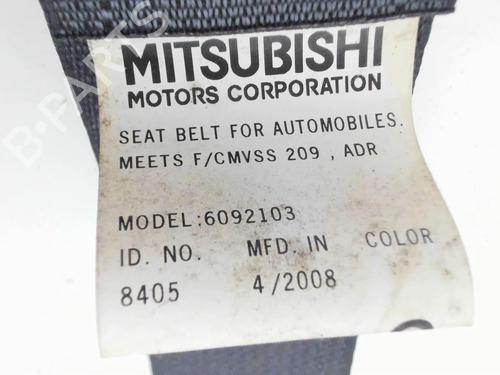 MITSUBISHI
MOTORS CORPORATION
SEAT BELT FOR AUTOMOBILES.
MEETS F/CMVSS 209 , ADR
MODEL:6092103
ID. NO. MFD. IN COLOR
8405 4/2008
B-PARTS